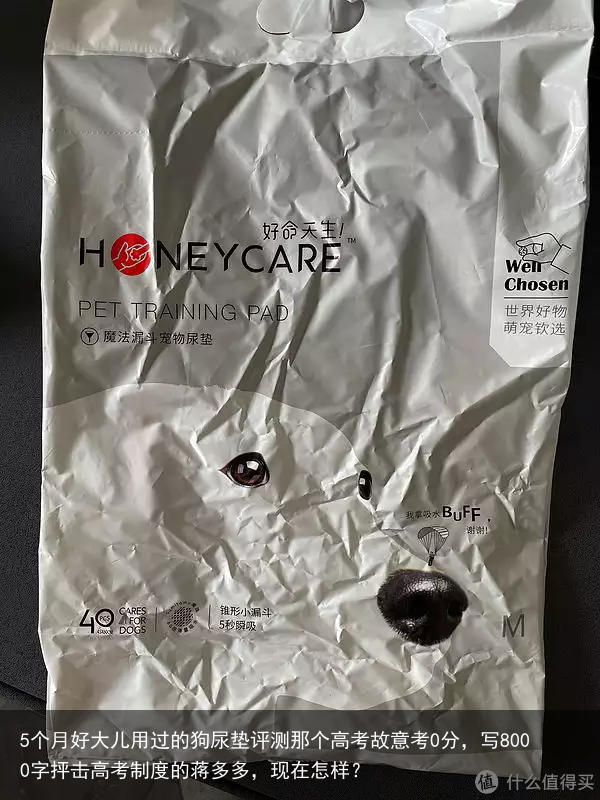 好命天生!
HONEYCARE™
PET TRAINING PAD
魔法漏斗宠物尿垫
Well
Chosen
世界好物
萌宠钦选
我拿吸水BUFF,
谢谢!
40
PCS
CARES
FOR
DOGS
锥形小漏斗
5秒瞬吸
M
5个月好大儿用过的狗尿垫评测那个高考故意考0分，写800
0字抨击高考制度的蒋多多，现在怎样？
值 什么值得买